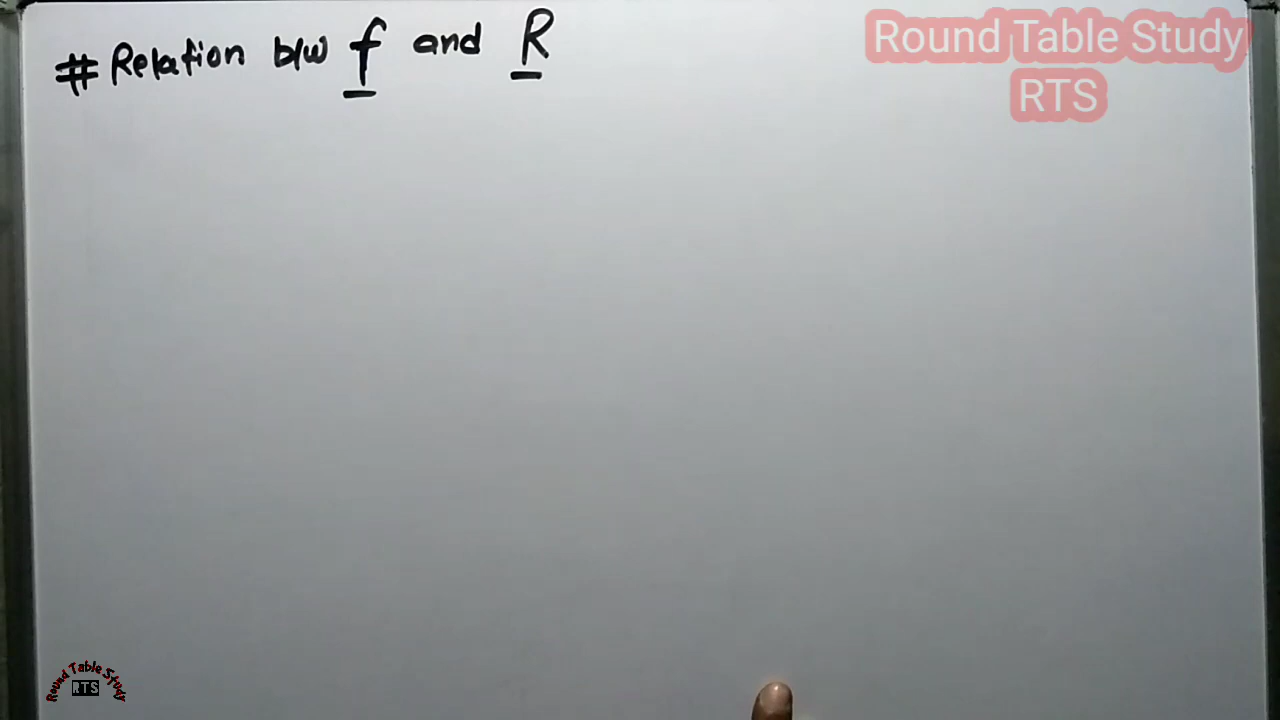 # Relation b/w f and R
Round Table Study
RTS
Round Table Study
RTS